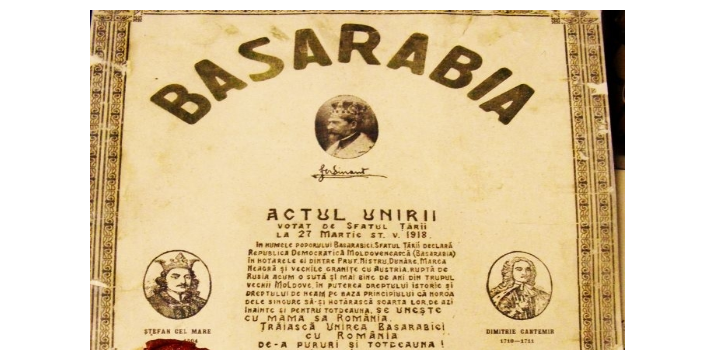 BASARABIA
Ferdinant
ACTUL UNIRII
VOTAT DE SFATUL ȚĂRII
LA 27 MARTIE ST. V. 1918.
ÎN NUMELE POPORULUI BASARABIEI, SFATUL ȚĂRII DECLARĂ
REPUBLICA DEMOCRATICĂ MOLDOVENEASCĂ (BASARABIA)
ÎN HOTARELE EI DINTRE PRUT, NISTRU, DUNĂRE, MAREA
NEAGRĂ ȘI VECHILE GRANIȚE CU AUSTRIA, RUPTĂ DE
RUSIA ACUM O SUTĂ ȘI MAI BINE DE ANI DIN TRUPUL
VECHII MOLDOVE, ÎN PUTEREA DREPTULUI ISTORIC ȘI
DREPTULUI DE NEAM, PE BAZA PRINCIPIULUI CĂ NOROADELE SINGURE SĂ-ȘI HOTĂRASCĂ SOARTA LOR, DE AZI
ÎNAINTE ȘI PENTRU TOTDEAUNA, SE UNEȘTE
CU MAMA SA ROMÂNIA.
TRĂIASCĂ UNIREA BASARABIEI
CU ROMÂNIA
DE-A PURURI ȘI TOTDEAUNA!
ȘTEFAN CEL MARE
DIMITRIE CANTEMIR
1710-1711